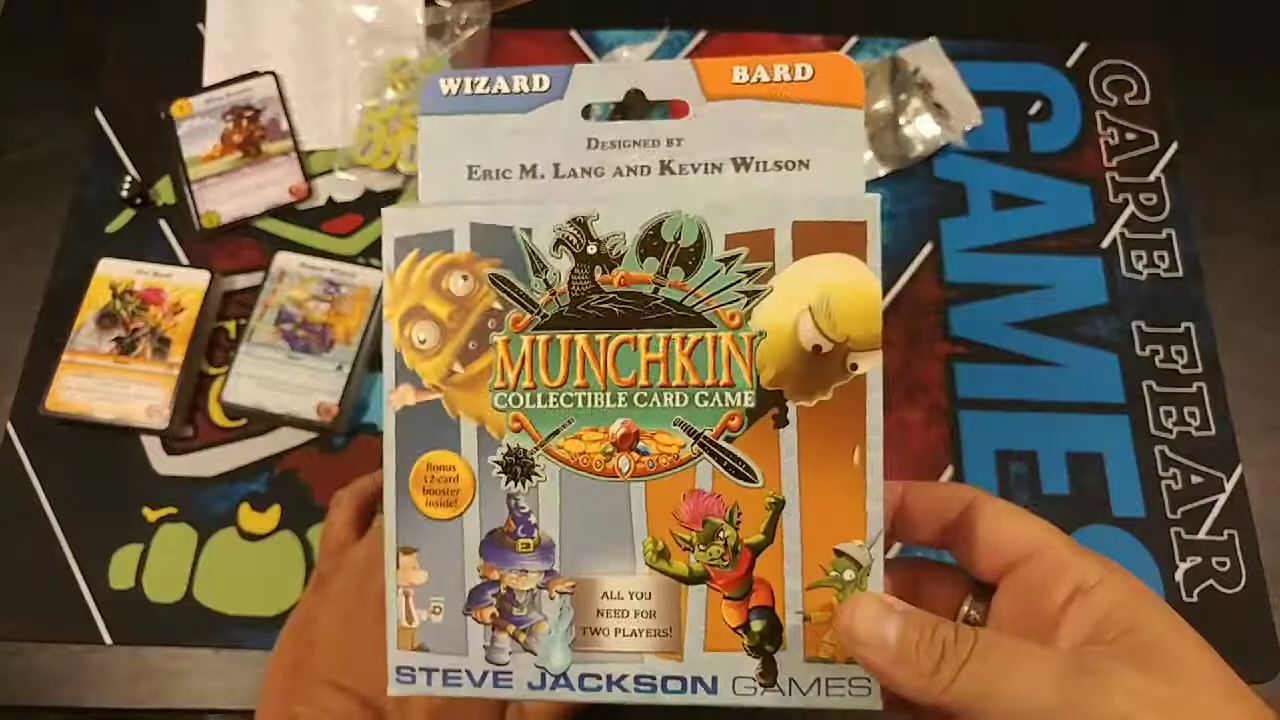 WIZARD
BARD
DESIGNED BY
ERIC M. LANG AND KEVIN WILSON
MUNCHKIN
COLLECTIBLE CARD GAME
Bonus
12-card
booster
inside!
ALL YOU
NEED FOR
TWO PLAYERS!
STEVE JACKSON GAMES
GAMES
CARE FEAR